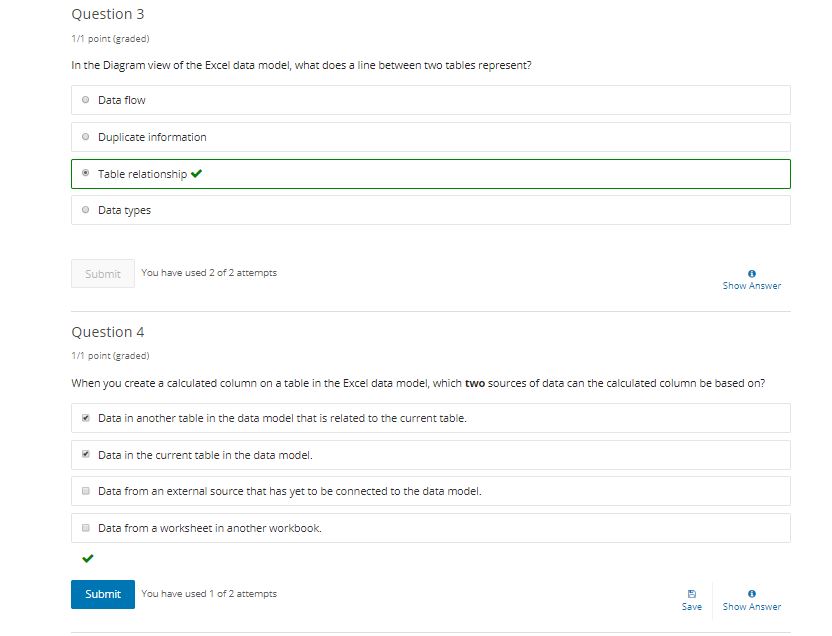 Question 3
1/1 point (graded)
In the Diagram view of the Excel data model, what does a line between two tables represent?
Data flow
Duplicate information
Table relationship
Data types
Submit
You have used 2 of 2 attempts
Show Answer
Question 4
1/1 point (graded)
When you create a calculated column on a table in the Excel data model, which two sources of data can the calculated column be based on?
Data in another table in the data model that is related to the current table.
Data in the current table in the data model.
Data from an external source that has yet to be connected to the data model.
Data from a worksheet in another workbook.
Submit
You have used 1 of 2 attempts
Save
Show Answer